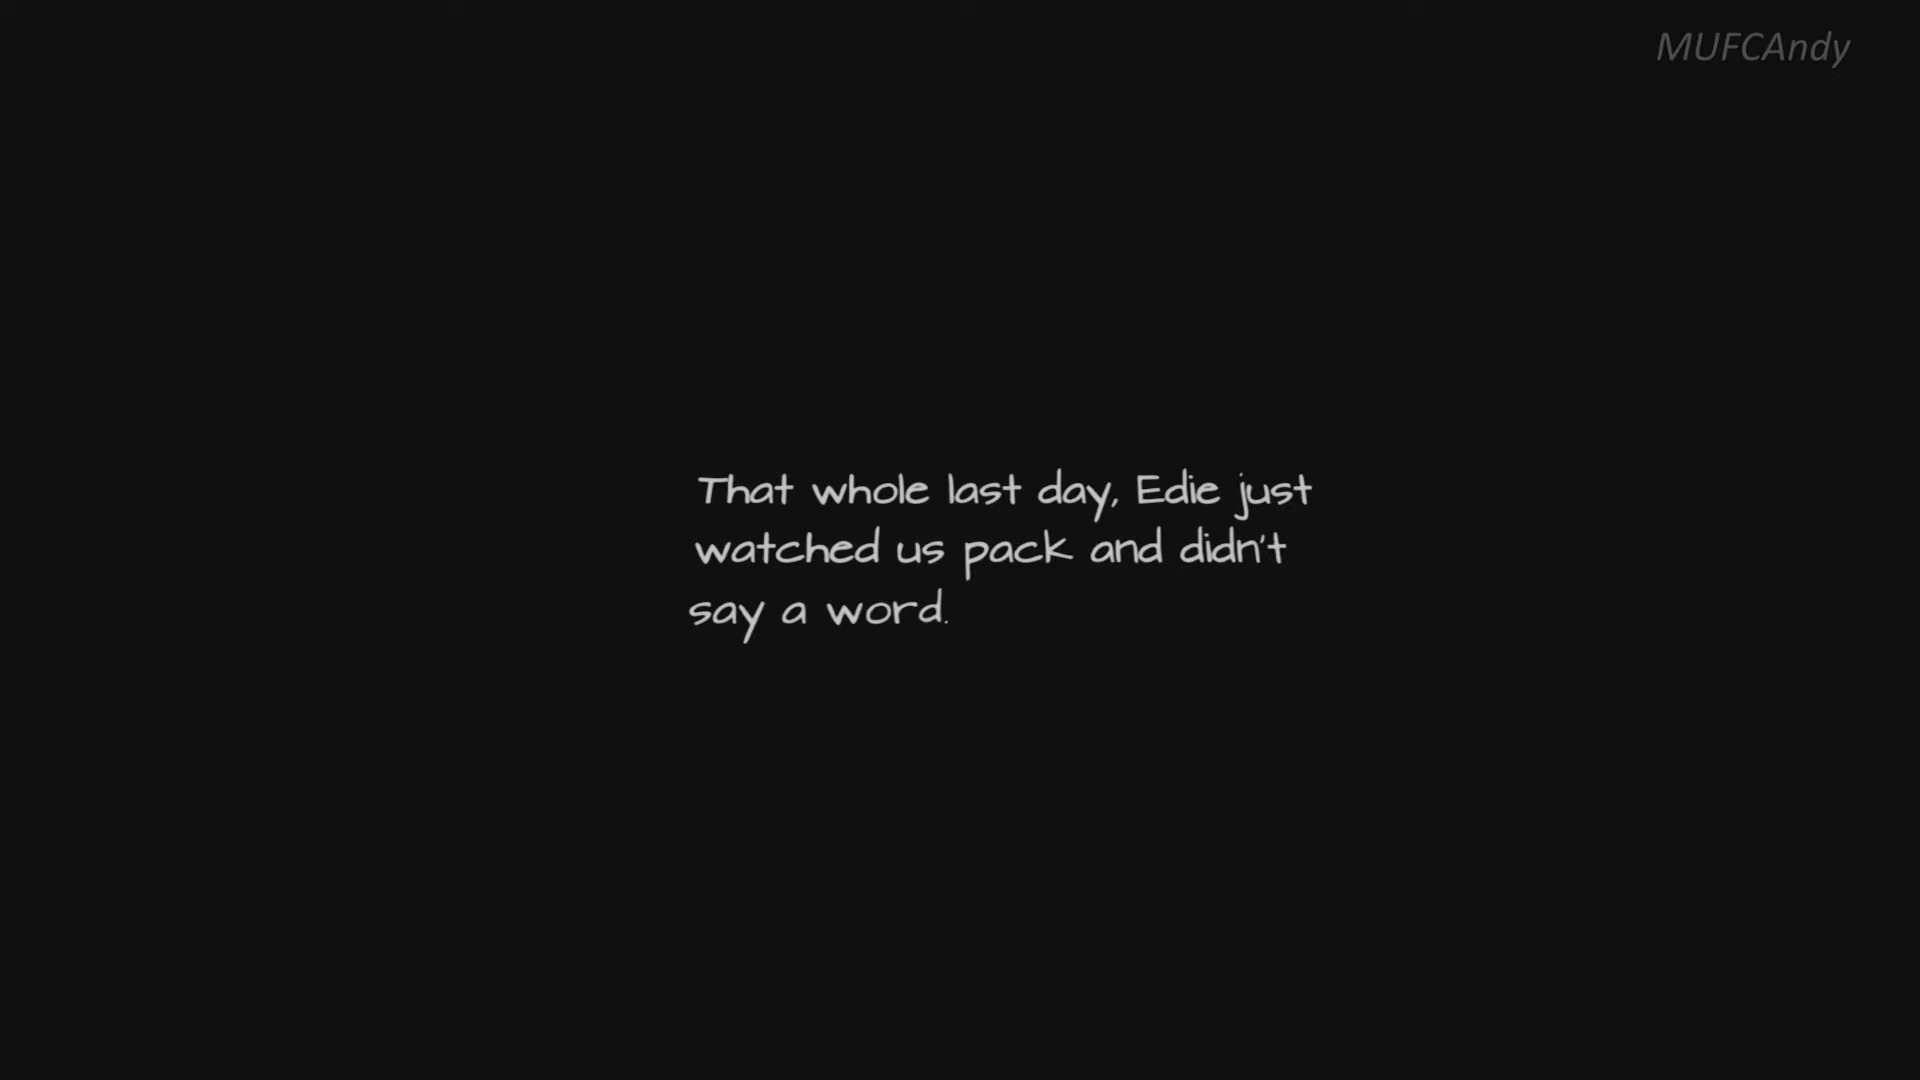 MUFCAndy
That whole last day, Edie just
watched us pack and didn't
say a word.